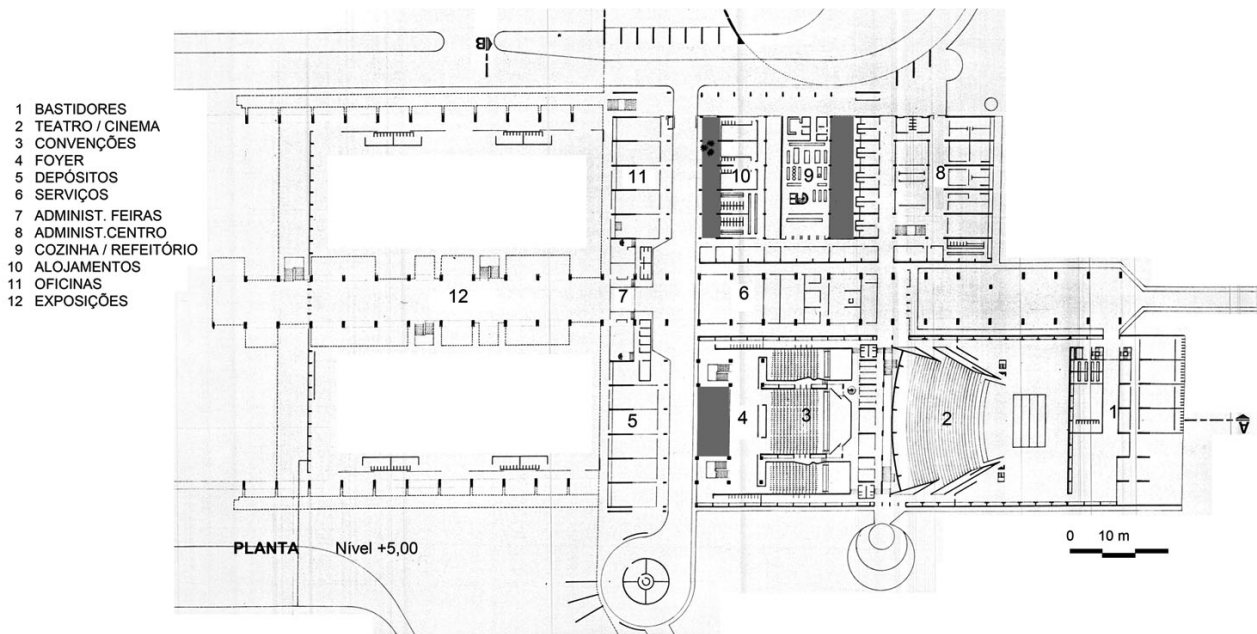 1 BASTIDORES
2 TEATRO / CINEMA
3 CONVENÇÕES
4 FOYER
5 DEPÓSITOS
6 SERVIÇOS
7 ADMINIST. FEIRAS
8 ADMINIST.CENTRO
9 COZINHA / REFEITÓRIO
10 ALOJAMENTOS
11 OFICINAS
12 EXPOSIÇÕES
B
11
10
9
8
12
7
6
5
4
3
2
1
A
PLANTA Nível +5,00
0 10 m